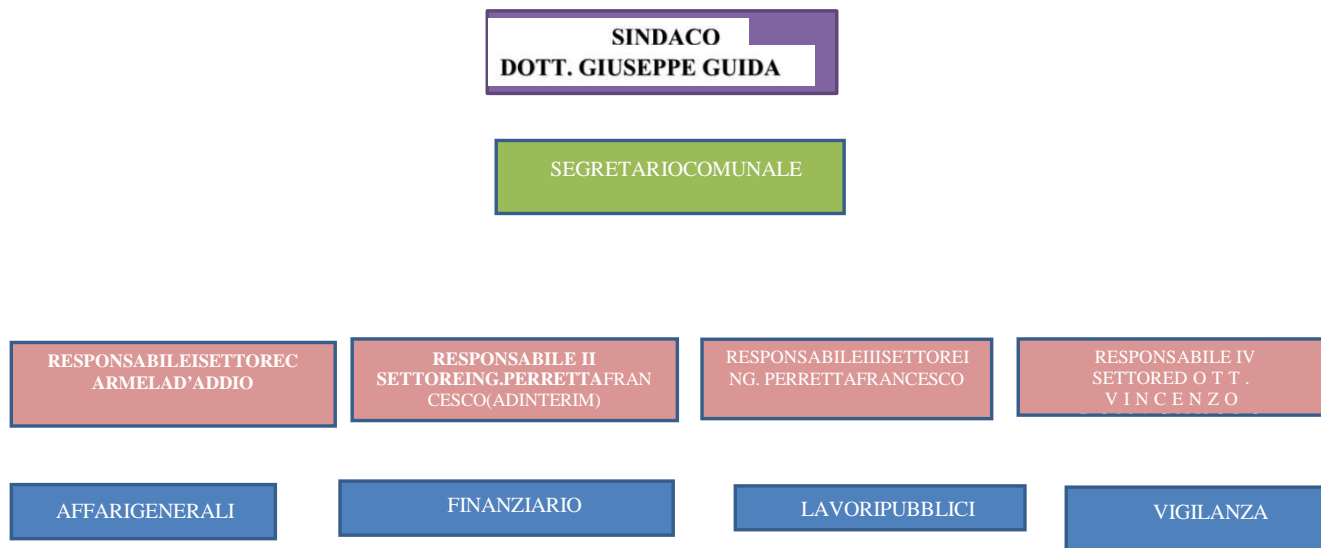 SINDACO
DOTT. GIUSEPPE GUIDA
SEGRETARIOCOMUNALE
RESPONSABILEISETTOREC
ARMELAD'ADDIO
RESPONSABILE II
SETTOREING.PERRETTAFRAN
CESCO(ADINTERIM)
RESPONSABILEIIISETTOREI
NG. PERRETTAFRANCESCO
RESPONSABILE IV
SETTORED O T T .
V I N C E N Z O
AFFARIGENERALI
FINANZIARIO
LAVORIPUBBLICI
VIGILANZA